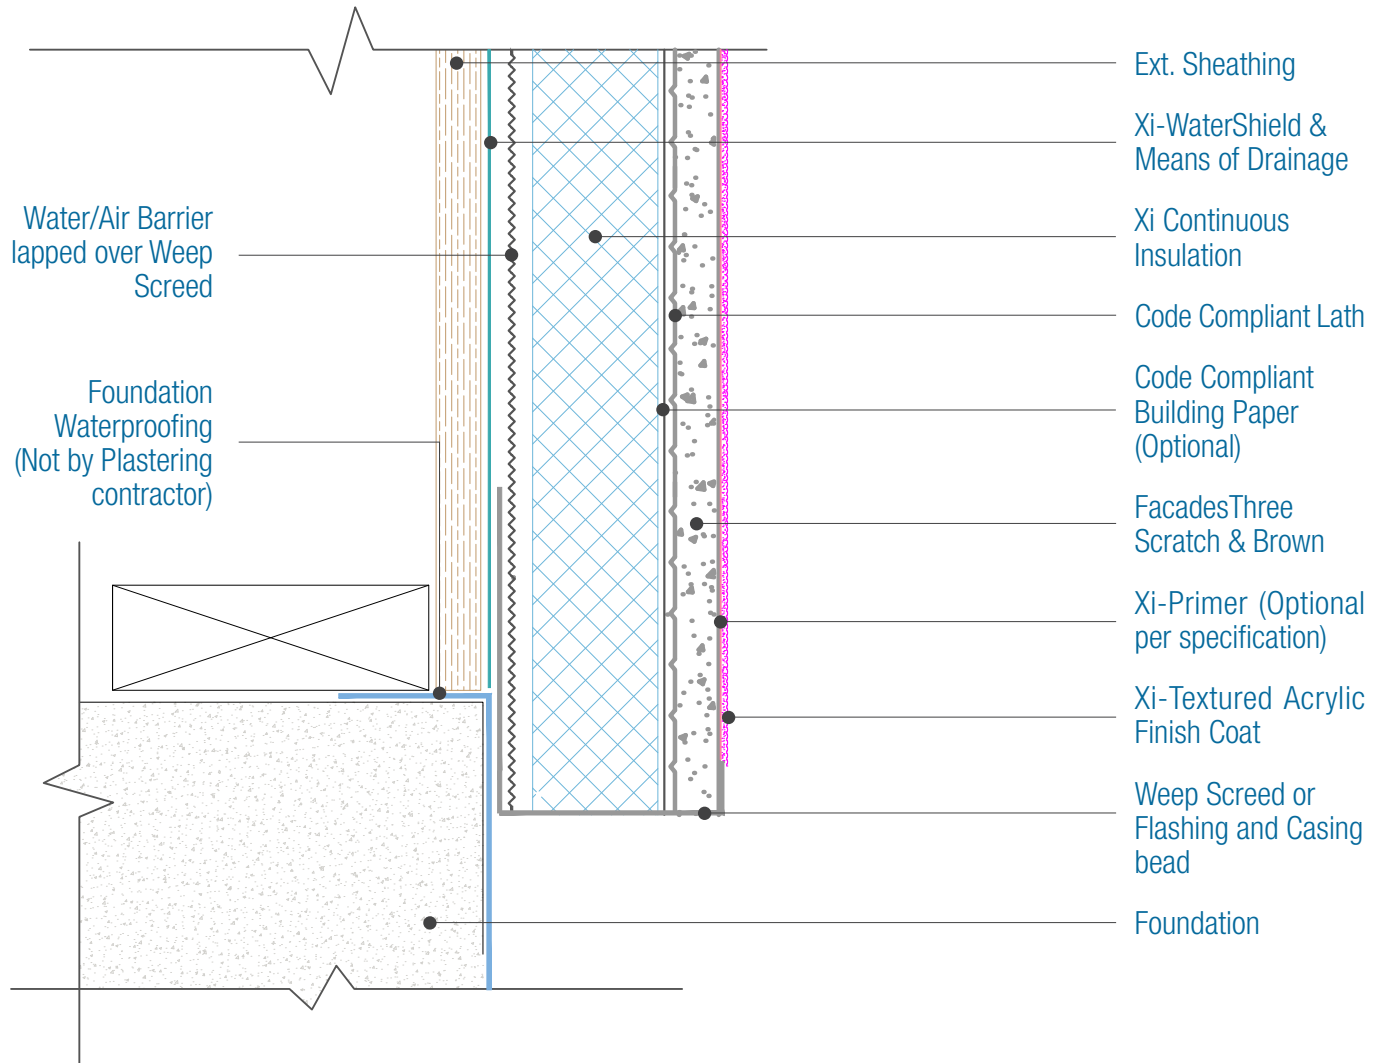 Ext. Sheathing
Xi-WaterShield &
Means of Drainage
Water/Air Barrier
lapped over Weep
Screed
Xi Continuous
Insulation
Code Compliant Lath
Foundation
Waterproofing
(Not by Plastering
contractor)
Code Compliant
Building Paper
(Optional)
FacadesThree
Scratch & Brown
Xi-Primer (Optional
per specification)
Xi-Textured Acrylic
Finish Coat
Weep Screed or
Flashing and Casing
bead
Foundation